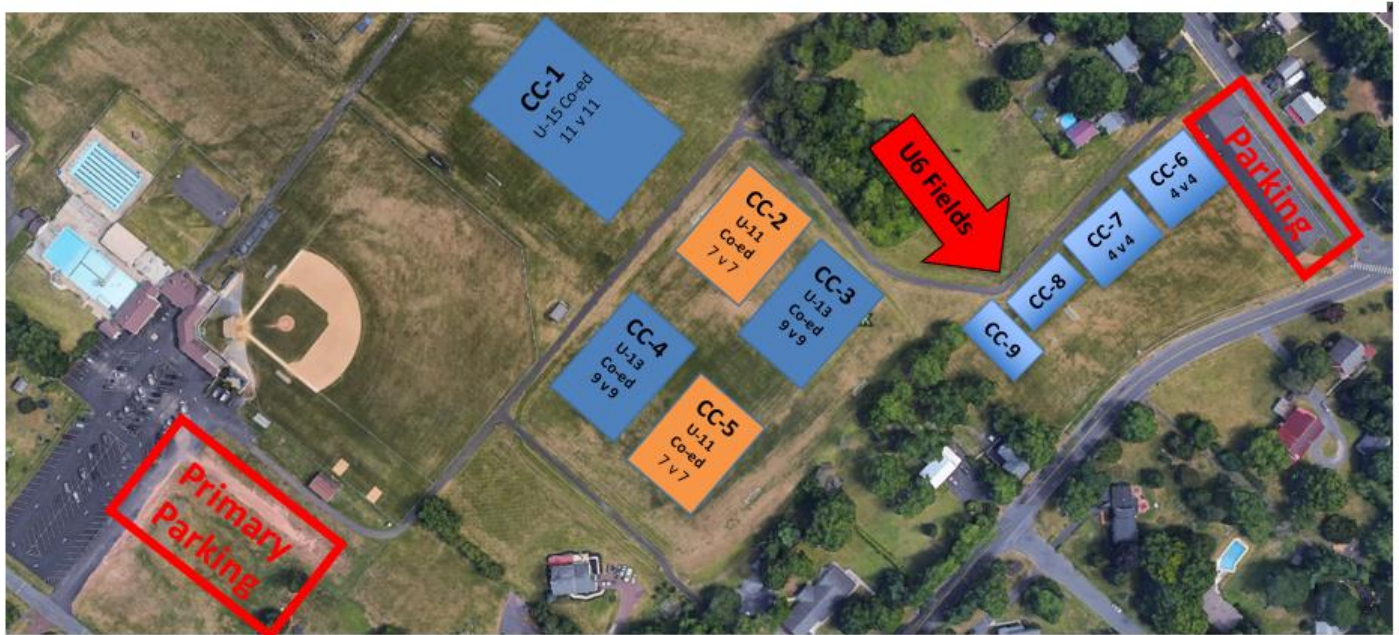 CC-1
U-15 Co-ed
11 v 11
CC-2
U-11
Co-ed
7 v 7
CC-3
U-13
Co-ed
9 v 9
CC-4
U-13
Co-ed
9 v 9
CC-5
U-11
Co-ed
7 v 7
U6 Fields
CC-6
4 v4
CC-7
4 v4
CC-8
CC-9
Parking
Primary
Parking